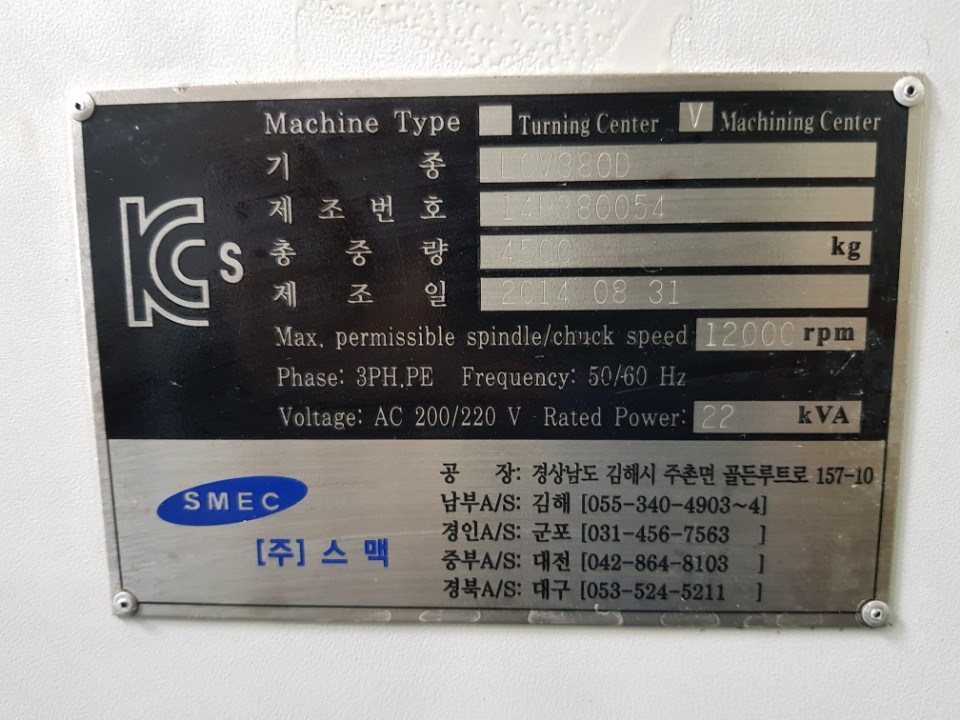 Machine Type Turning Center V Machining Center
기 종 LCV380D
제 조 번 호 14H380054
총 중 량 4500 kg
제 조 일 2014 08 31
Max. permissible spindle/chuck speed 12000 rpm
Phase: 3PH,PE Frequency: 50/60 Hz
Voltage: AC 200/220 V Rated Power: 22 kVA
KCs
SMEC
[주] 스 맥
공 장: 경상남도 김해시 주촌면 골든루트로 157-10
남부A/S: 김해 [055-340-4903~4]
경인A/S: 군포 [031-456-7563 ]
중부A/S: 대전 [042-864-8103 ]
경북A/S: 대구 [053-524-5211 ]